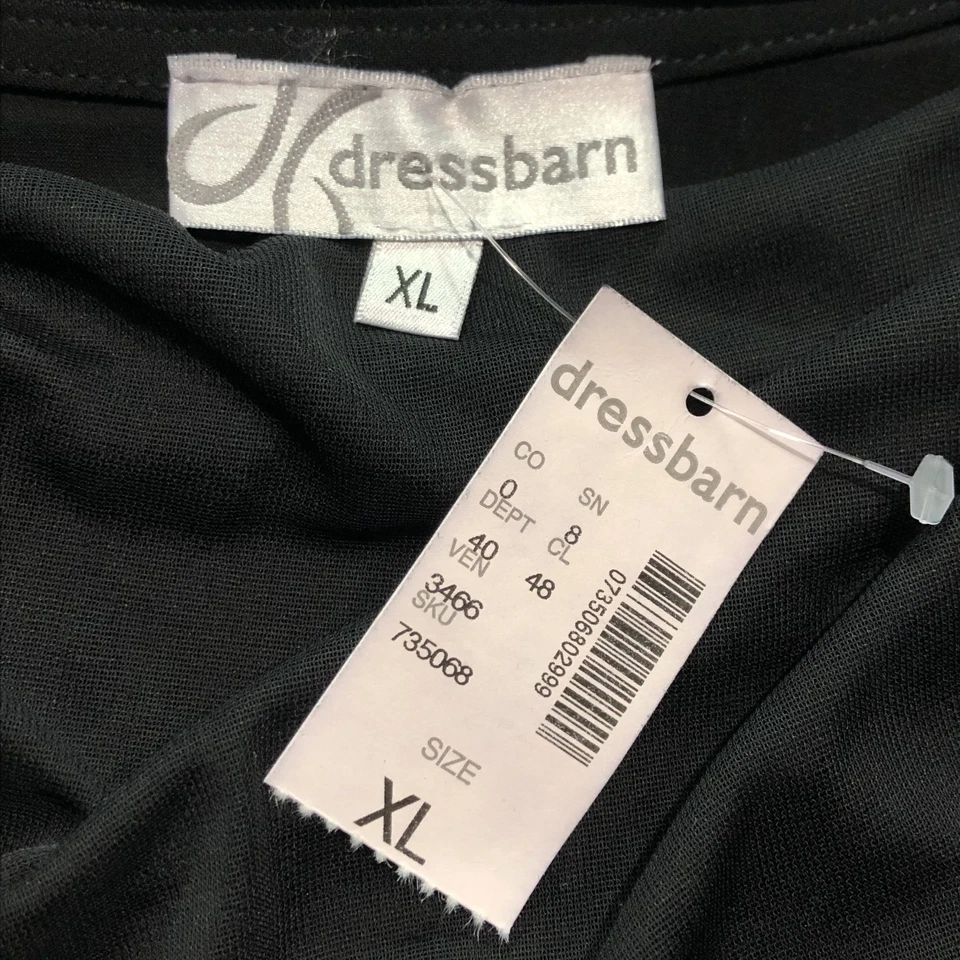 dressbarn
XL
dressbarn
CO SN
0 8
DEPT CL
40 48
VEN
3466
SKU
735068
073506802999
SIZE
XL